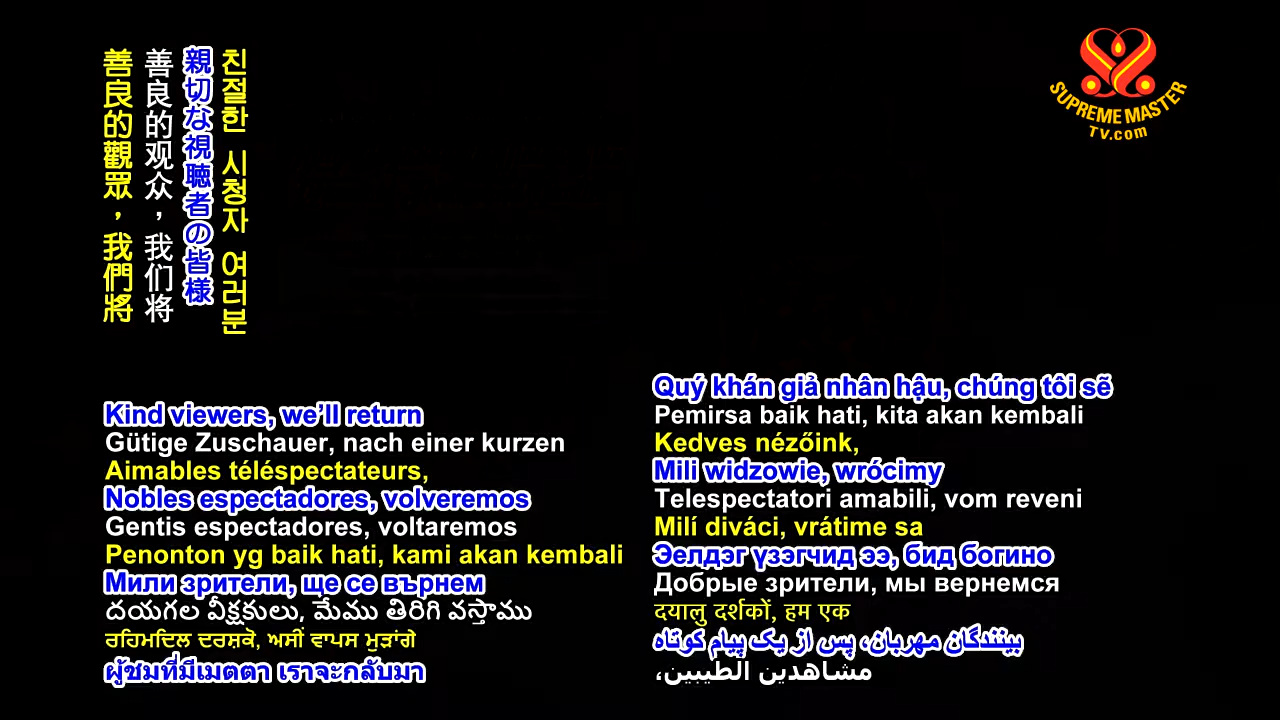 善良的觀眾，我們將
善良的观众，我们将
親切な視聴者の皆様
친절한 시청자 여러분
SUPREME MASTER
TV.com
Kind viewers, we’ll return
Gütige Zuschauer, nach einer kurzen
Aimables téléspectateurs,
Nobles espectadores, volveremos
Gentis espectadores, voltaremos
Penonton yg baik hati, kami akan kembali
Мили зрители, ще се върнем
దయగల వీక్షకులు, మేము తిరిగి వస్తాము
ਰਹਿਮਦਿਲ ਦਰਸ਼ਕੋ, ਅਸੀਂ ਵਾਪਸ ਮੁੜਾਂਗੇ
ผู้ชมที่มีเมตตา เราจะกลับมา
Quý khán giả nhân hậu, chúng tôi sẽ
Pemirsa baik hati, kita akan kembali
Kedves nézőink,
Mili widzowie, wrócimy
Telespectatori amabili, vom reveni
Milí diváci, vrátime sa
Эелдэг үзэгчид ээ, бид богино
Добрые зрители, мы вернемся
दयालु दर्शकों, हम एक
بینندگان مهربان، پس از یک پیام کوتاه
مشاهدين الطيبين،